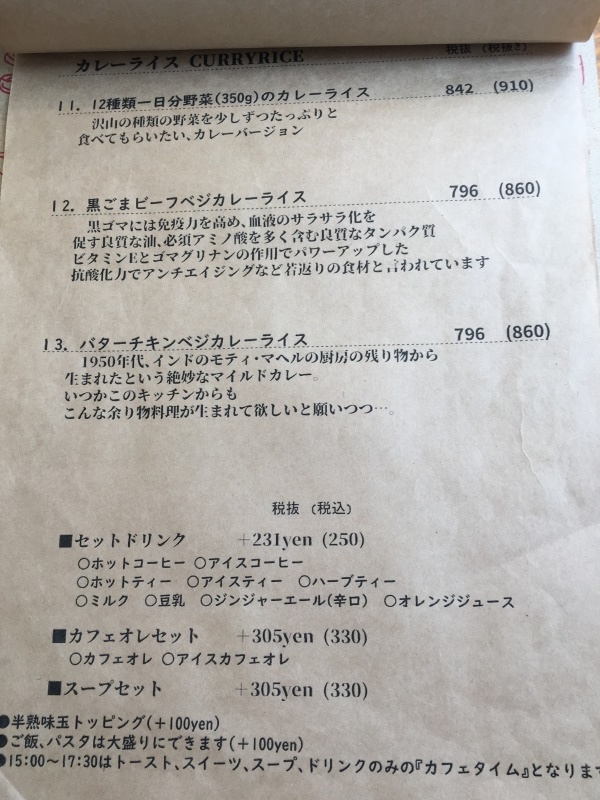 カレーライス CURRYRICE 税抜 (税抜き)
11. 12種類一日分野菜(350g)のカレーライス 842 (910)
沢山の種類の野菜を少しずつたっぷりと
食べてもらいたい、カレーバージョン
12. 黒ごまビーフベジカレーライス 796 (860)
黒ゴマには免疫力を高め、血液のサラサラ化を
促す良質な油、必須アミノ酸を多く含む良質なタンパク質
ビタミンEとゴマグリナンの作用でパワーアップした
抗酸化力でアンチエイジングなど若返りの食材と言われています
13. バターチキンベジカレーライス 796 (860)
1950年代、インドのモティ・マヘルの厨房の残り物から
生まれたという絶妙なマイルドカレー。
いつかこのキッチンからも
こんな余り物料理が生まれて欲しいと願いつつ…。
税抜 (税込)
■セットドリンク +231yen (250)
○ホットコーヒー ○アイスコーヒー
○ホットティー ○アイスティー ○ハーブティー
○ミルク ○豆乳 ○ジンジャーエール(辛口) ○オレンジジュース
■カフェオレセット +305yen (330)
○カフェオレ ○アイスカフェオレ
■スープセット +305yen (330)
●半熟味玉トッピング(+100yen)
●ご飯、パスタは大盛りにできます(+100yen)
●15:00~17:30はトースト、スイーツ、スープ、ドリンクのみの『カフェタイム』となります